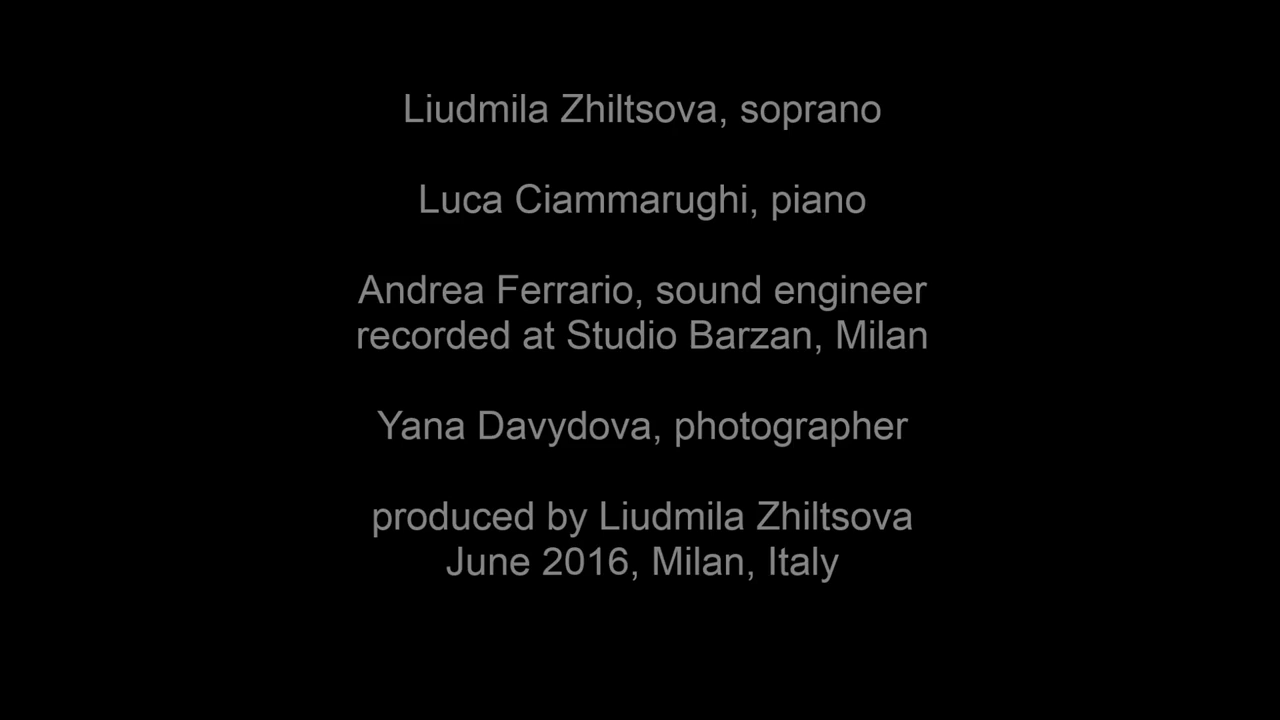 Liudmila Zhiltsova, soprano
Luca Ciammarughi, piano
Andrea Ferrario, sound engineer
recorded at Studio Barzan, Milan
Yana Davydova, photographer
produced by Liudmila Zhiltsova
June 2016, Milan, Italy